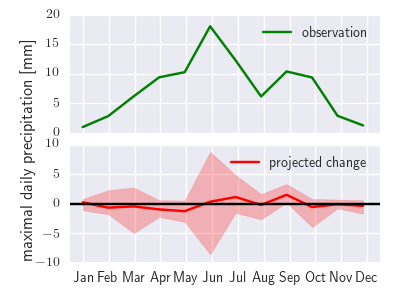 maximal daily precipitation [mm]
20
15
10
5
0
observation
10
5
0
−5
−10
projected change
Jan Feb Mar Apr May Jun Jul Aug Sep Oct Nov Dec